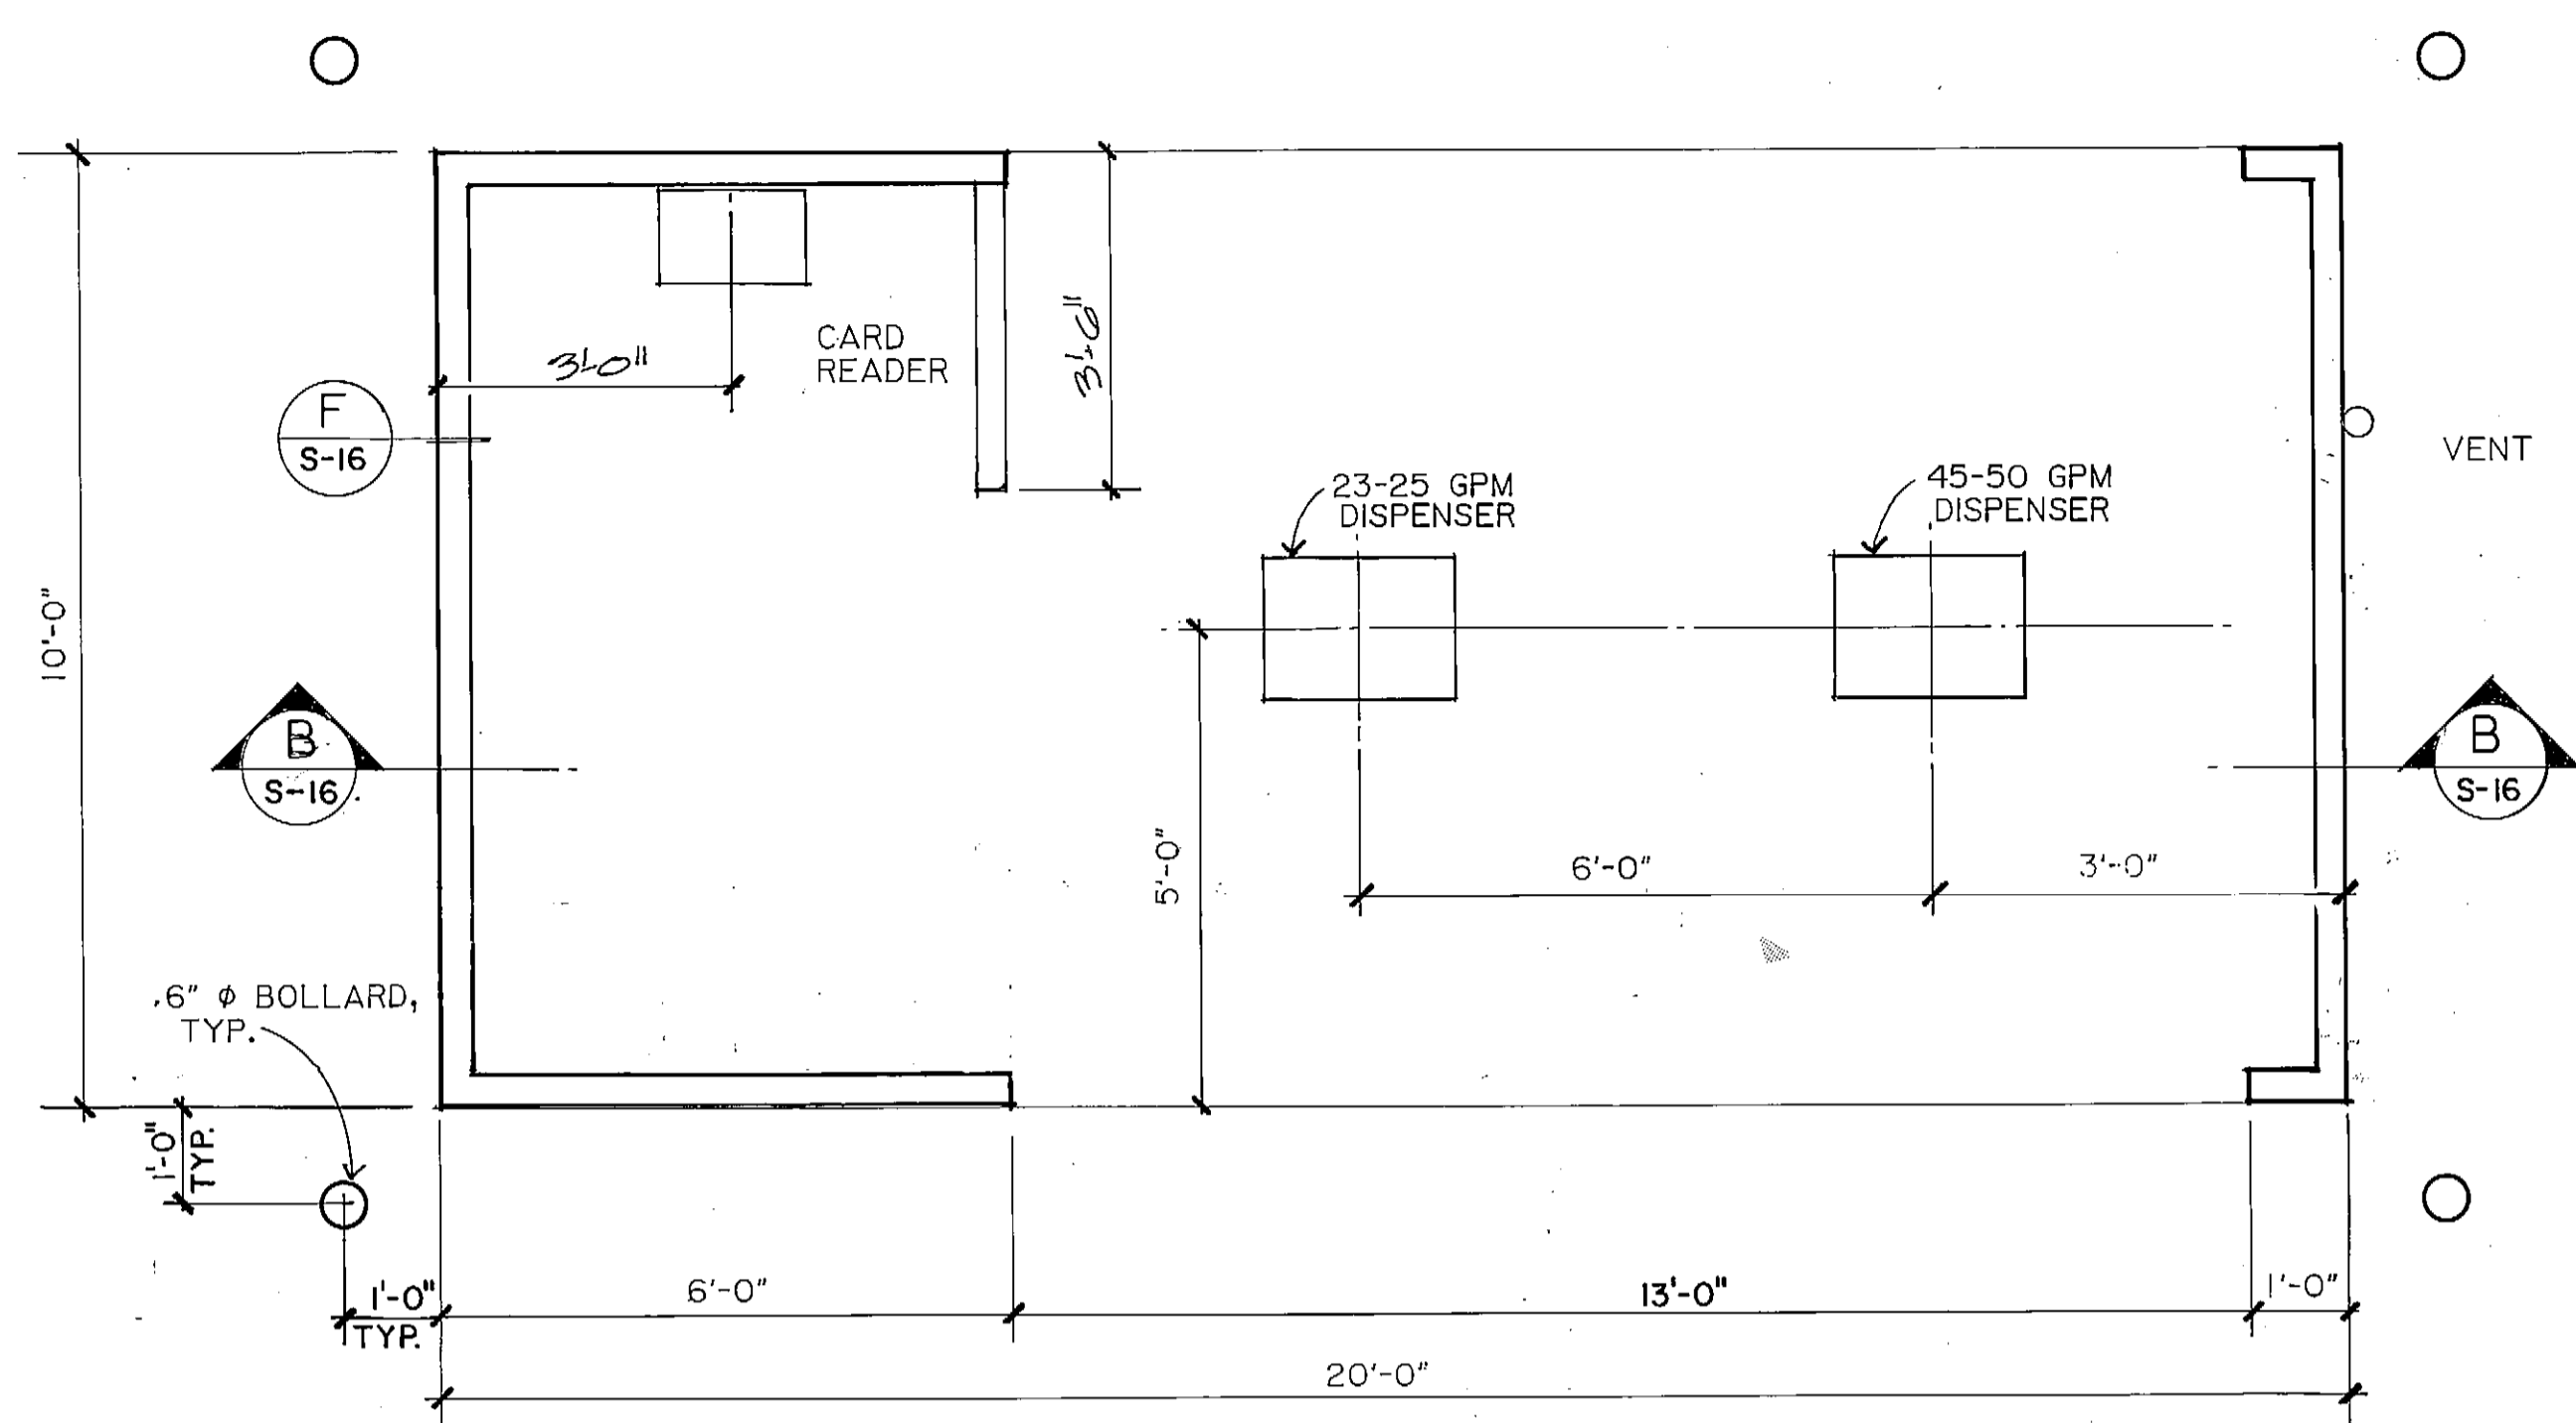 3'-0"
CARD
READER
3'-6"
F
S-16
VENT
23-25 GPM
DISPENSER
45-50 GPM
DISPENSER
10'-0"
B
S-16
B
S-16
5'-0"
6'-0"
3'-0"
6" φ BOLLARD,
TYP.
1'-0"
TYP.
1'-0"
TYP.
6'-0"
13'-0"
1'-0"
20'-0"